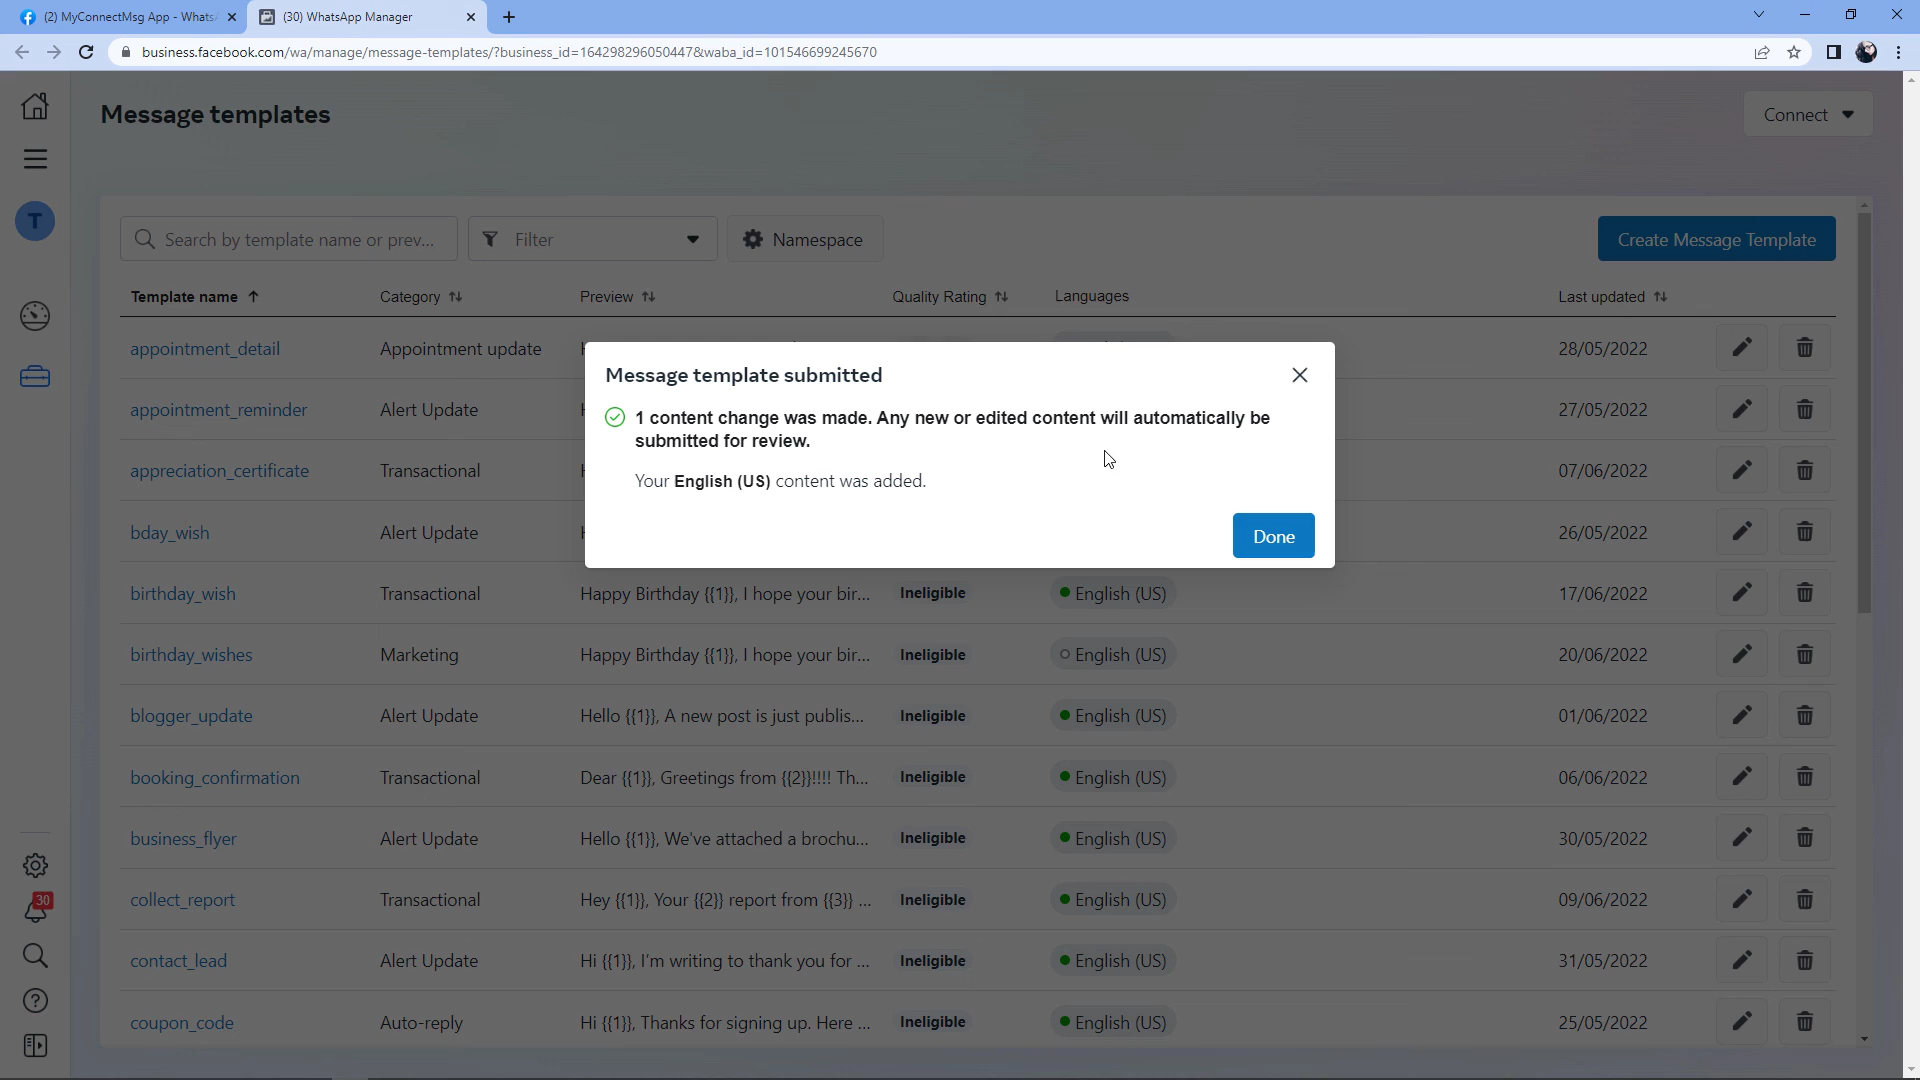 (2) MyConnectMsg App - Whats
(30) WhatsApp Manager
business.facebook.com/wa/manage/message-templates/?business_id=164298296050447&waba_id=101546699245670
Message templates
Connect
T
Search by template name or prev...
Filter
Namespace
Create Message Template
Template name
Category
Preview
Quality Rating
Languages
Last updated
appointment_detail
Appointment update
28/05/2022
appointment_reminder
Alert Update
27/05/2022
appreciation_certificate
Transactional
07/06/2022
bday_wish
Alert Update
26/05/2022
Message template submitted
1 content change was made. Any new or edited content will automatically be
submitted for review.
Your English (US) content was added.
Done
birthday_wish
Transactional
Happy Birthday {{1}}, I hope your bir...
Ineligible
English (US)
17/06/2022
birthday_wishes
Marketing
Happy Birthday {{1}}, I hope your bir...
Ineligible
English (US)
20/06/2022
blogger_update
Alert Update
Hello {{1}}, A new post is just publis...
Ineligible
English (US)
01/06/2022
booking_confirmation
Transactional
Dear {{1}}, Greetings from {{2}}!!!! Th...
Ineligible
English (US)
06/06/2022
business_flyer
Alert Update
Hello {{1}}, We've attached a brochu...
Ineligible
English (US)
30/05/2022
collect_report
Transactional
Hey {{1}}, Your {{2}} report from {{3}} ...
Ineligible
English (US)
09/06/2022
contact_lead
Alert Update
Hi {{1}}, I'm writing to thank you for ...
Ineligible
English (US)
31/05/2022
coupon_code
Auto-reply
Hi {{1}}, Thanks for signing up. Here ...
Ineligible
English (US)
25/05/2022
30